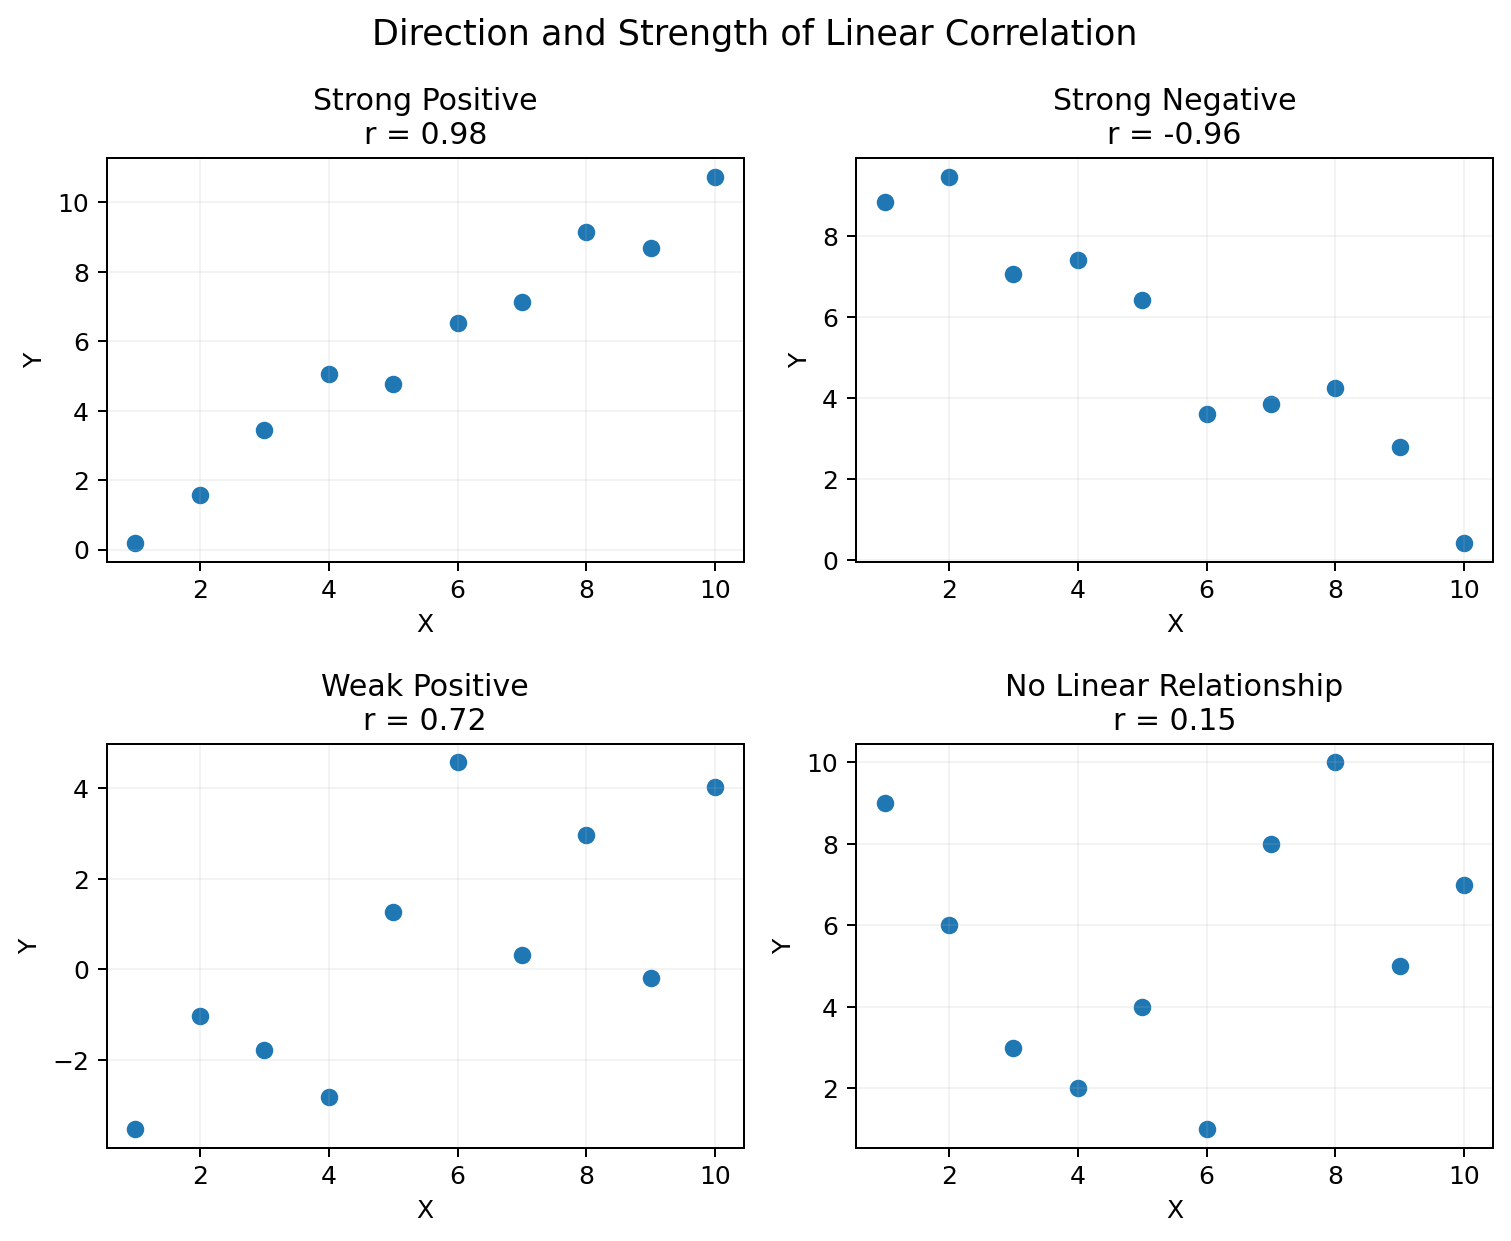 Direction and Strength of Linear Correlation
Strong Positive
r = 0.98
10
8
6
4
2
0
Y
2 4 6 8 10
X
Strong Negative
r = -0.96
8
6
4
2
0
Y
2 4 6 8 10
X
Weak Positive
r = 0.72
4
2
0
−2
Y
2 4 6 8 10
X
No Linear Relationship
r = 0.15
10
8
6
4
2
Y
2 4 6 8 10
X